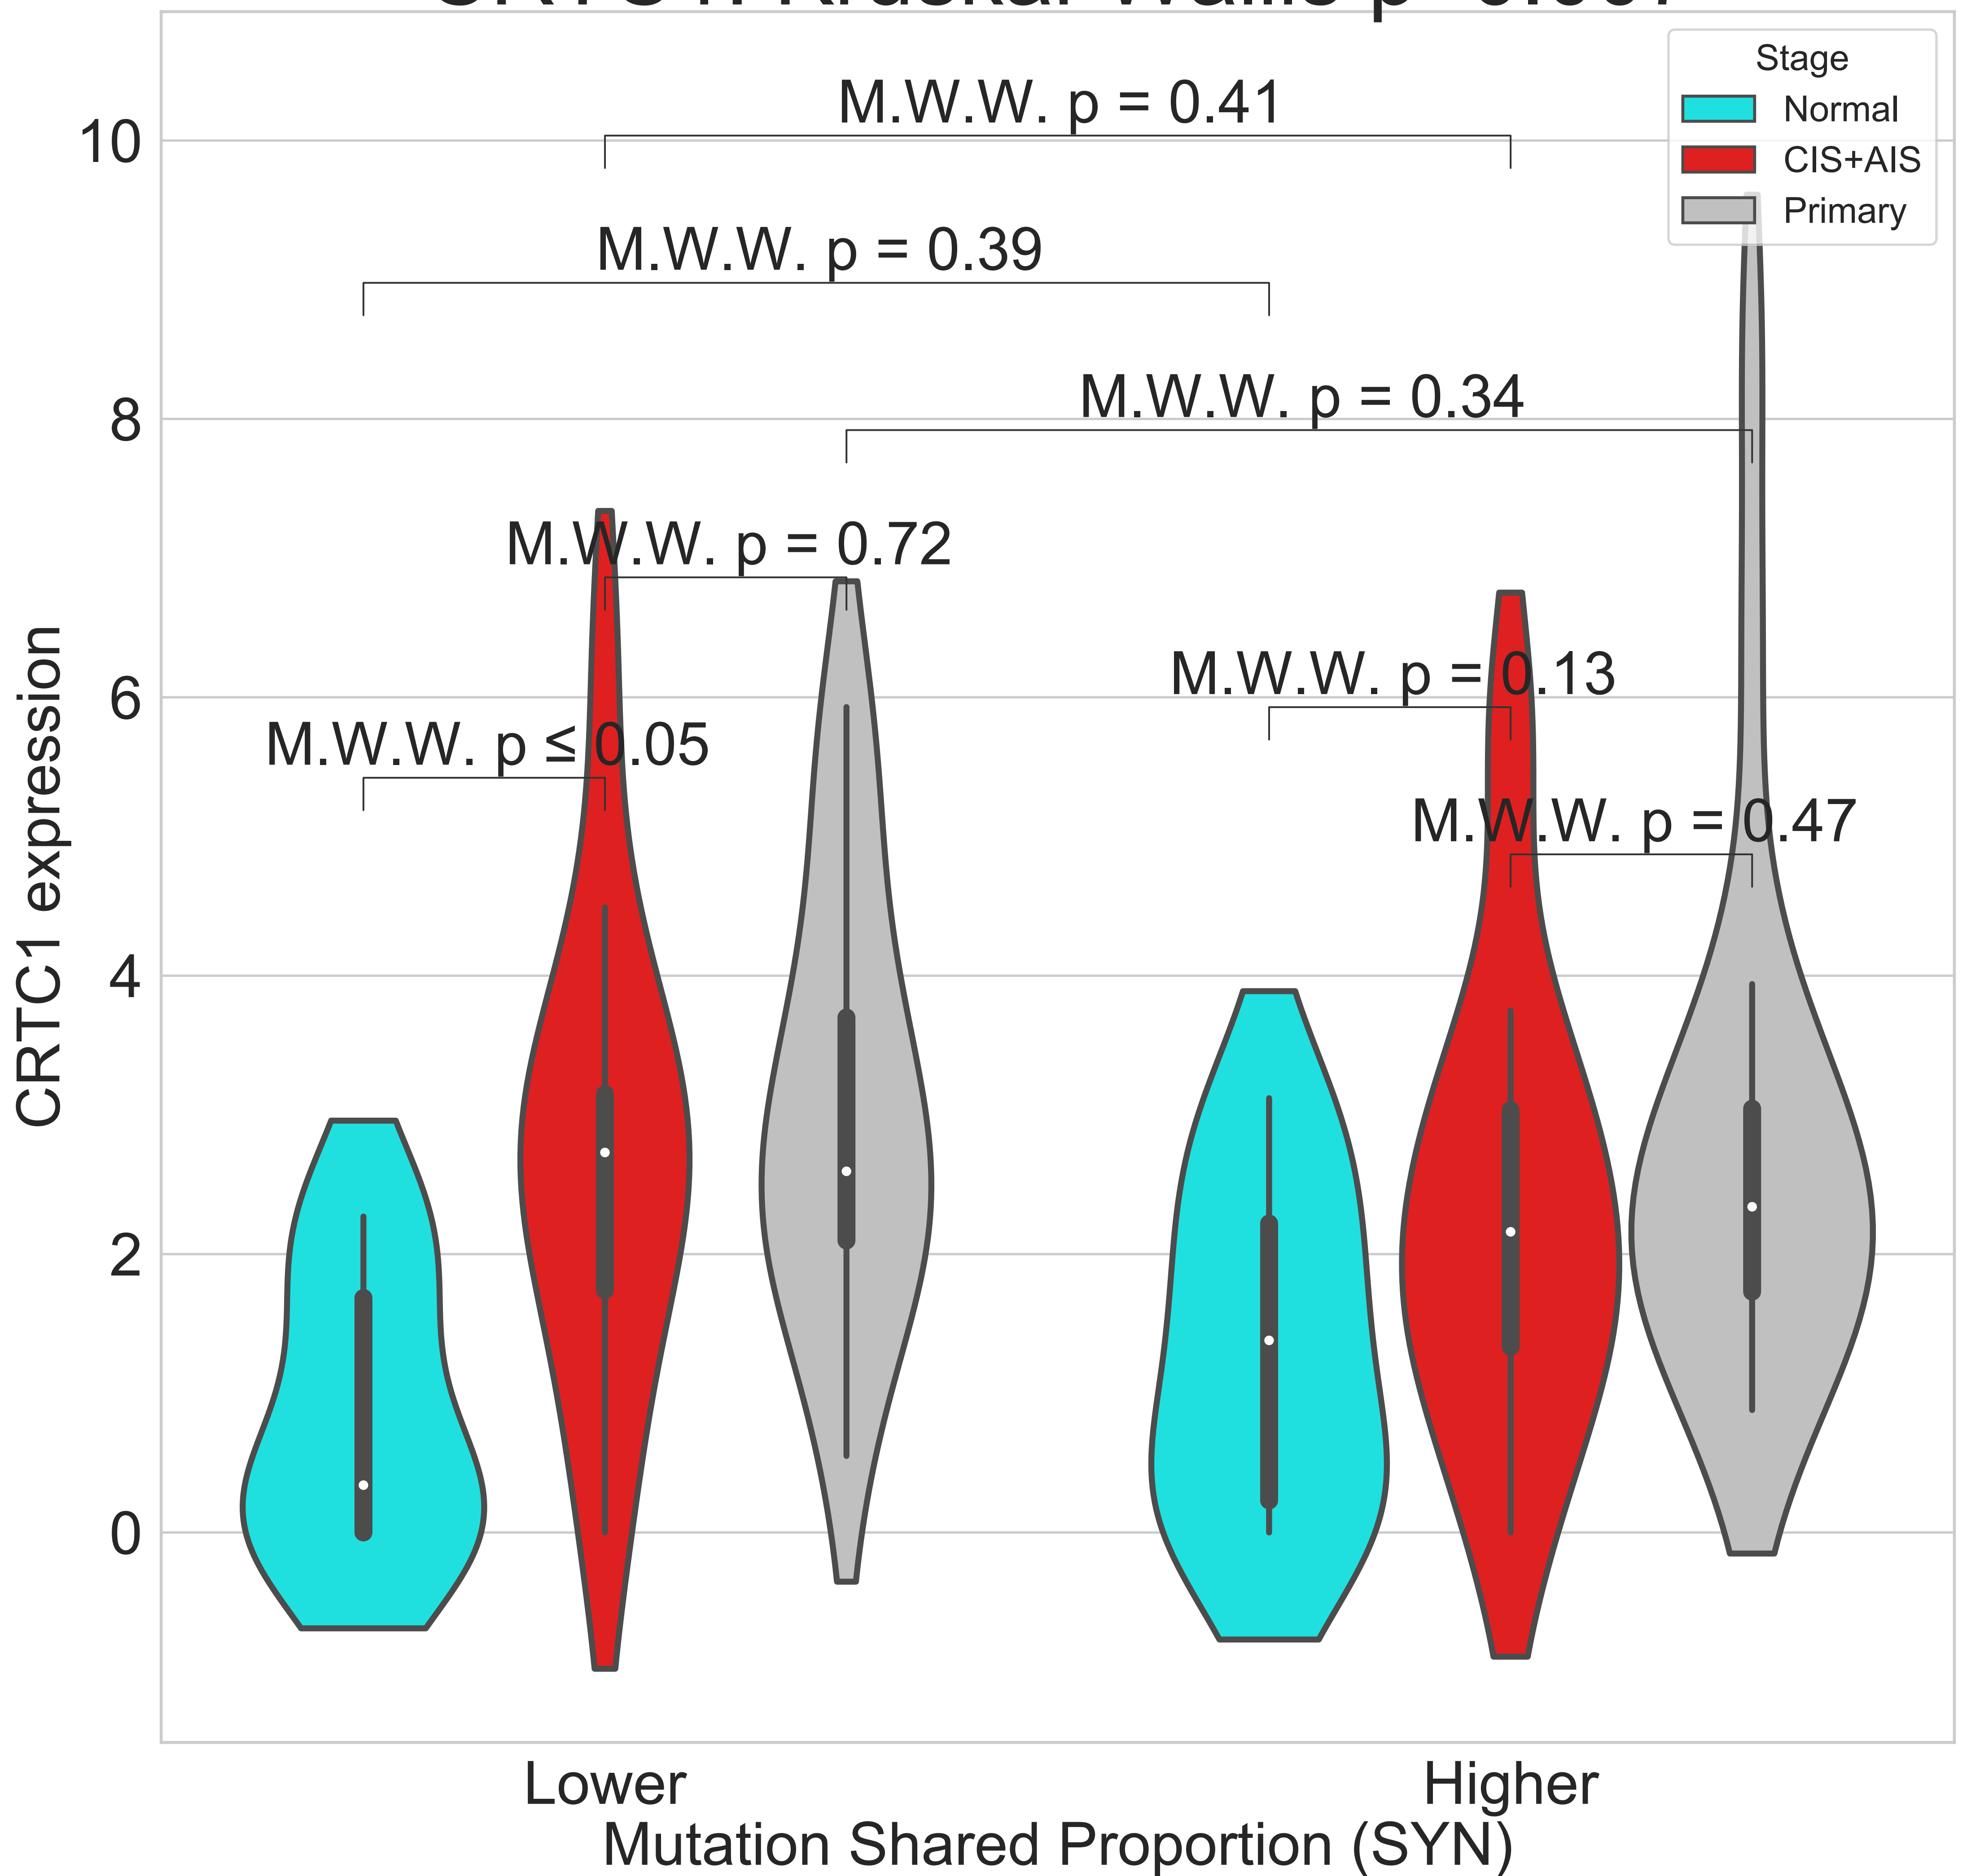 Stage
Normal
CIS+AIS
Primary
M.W.W. p = 0.41
M.W.W. p = 0.39
M.W.W. p = 0.34
M.W.W. p = 0.72
M.W.W. p = 0.13
M.W.W. p ≤ 0.05
M.W.W. p = 0.47
10
8
6
4
2
0
CRTC1 expression
Lower
Higher
Mutation Shared Proportion (SYN)